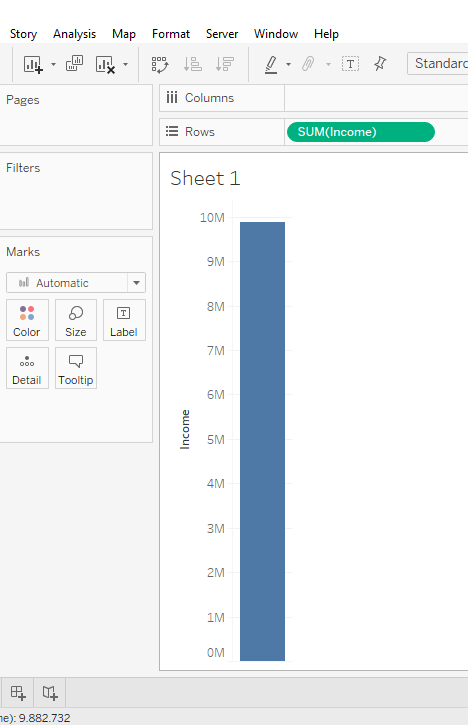 Story Analysis Map Format Server Window Help
Standard
Pages
Columns
Rows SUM(Income)
Filters
Sheet 1
Marks
Automatic
Color Size Label
Detail Tooltip
Income
10M
9M
8M
7M
6M
5M
4M
3M
2M
1M
0M
9.882.732